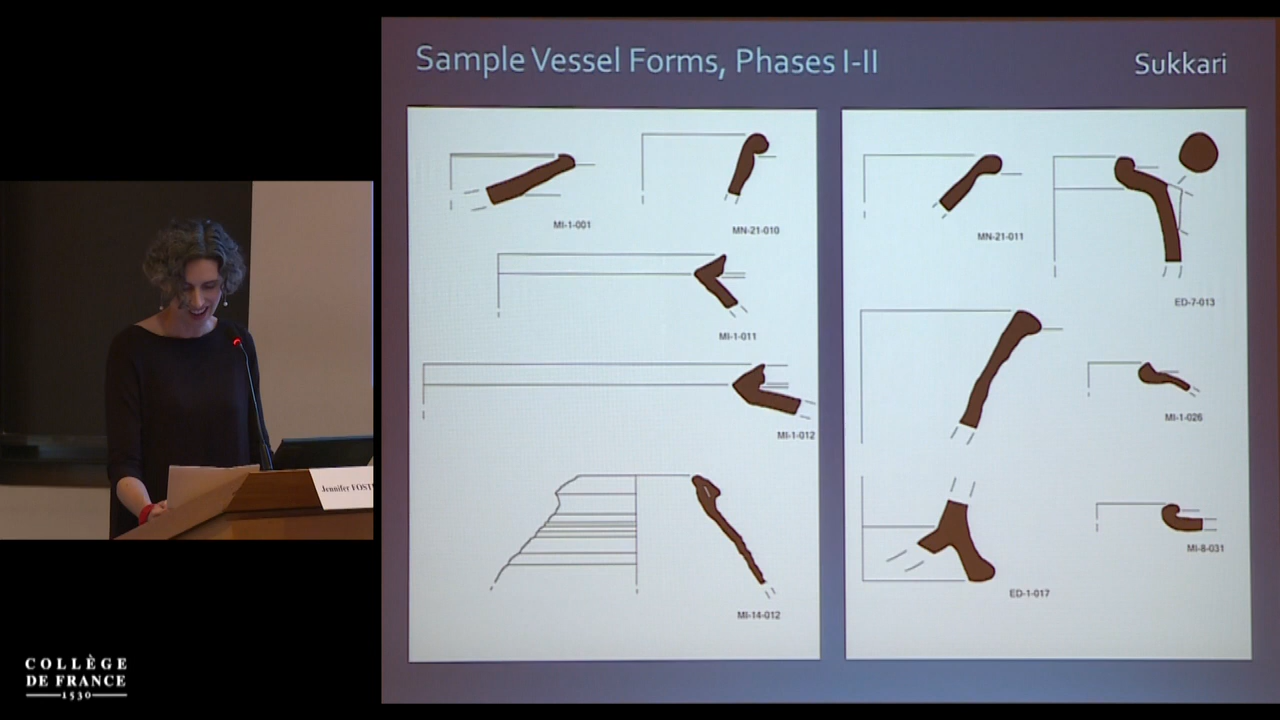 Sample Vessel Forms, Phases I-II
Sukkari
MI-1-001
MN-21-010
MI-1-011
MI-1-012
MI-14-012
MN-21-011
ED-7-013
MI-1-026
MI-8-031
ED-1-017
Jennifer
COLLÈGE
DE FRANCE
1530